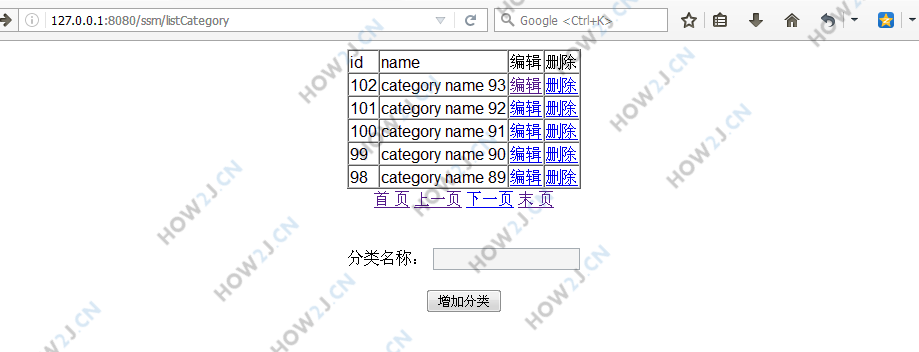 127.0.0.1:8080/ssm/listCategory Google <Ctrl+K>
id name 编辑 删除
102 category name 93 编辑 删除
101 category name 92 编辑 删除
100 category name 91 编辑 删除
99 category name 90 编辑 删除
98 category name 89 编辑 删除
首 页 上一页 下一页 末 页
分类名称：
增加分类
HOW2J.CN
HOW2J.CN
HOW2J.CN
HOW2J.CN
HOW2J.CN
HOW2J.CN
HOW2J.CN
HOW2J.CN
HOW2J.CN
HOW2J.CN